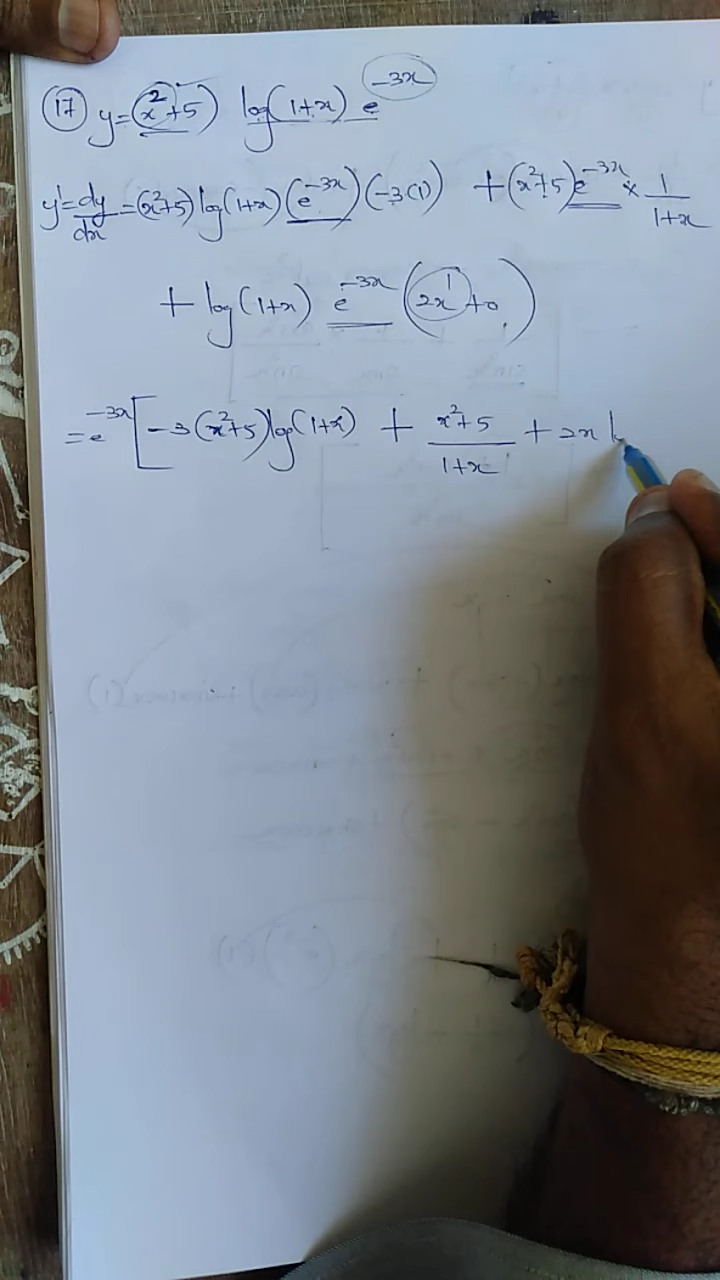 (17) y=(x²+5) log(1+x) e^-3x
y'=dy/dx=(x²+5)log(1+x)(e^-3x)(-3(1)) +(x²+5)e^-3x × 1/1+x
+ log(1+x) e^-3x (2x¹+0)
=e^-3x[-3(x²+5)log(1+x) + x²+5/1+x +2x l